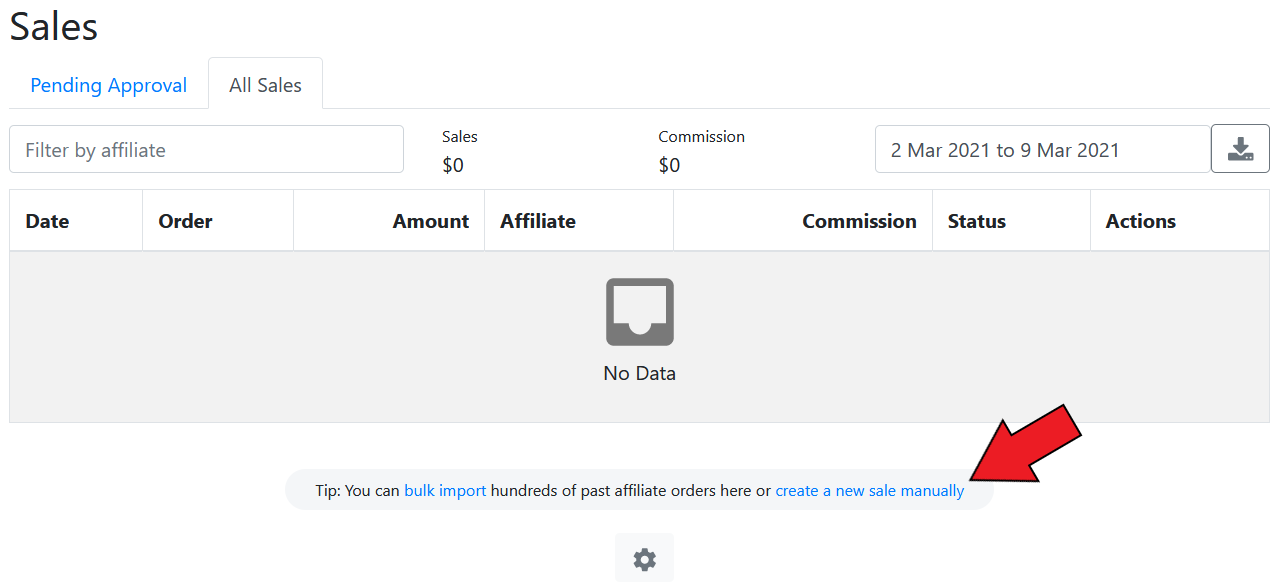 Sales
Pending Approval
All Sales
Filter by affiliate
Sales
$0
Commission
$0
2 Mar 2021 to 9 Mar 2021
Date Order Amount Affiliate Commission Status Actions
No Data
Tip: You can bulk import hundreds of past affiliate orders here or create a new sale manually